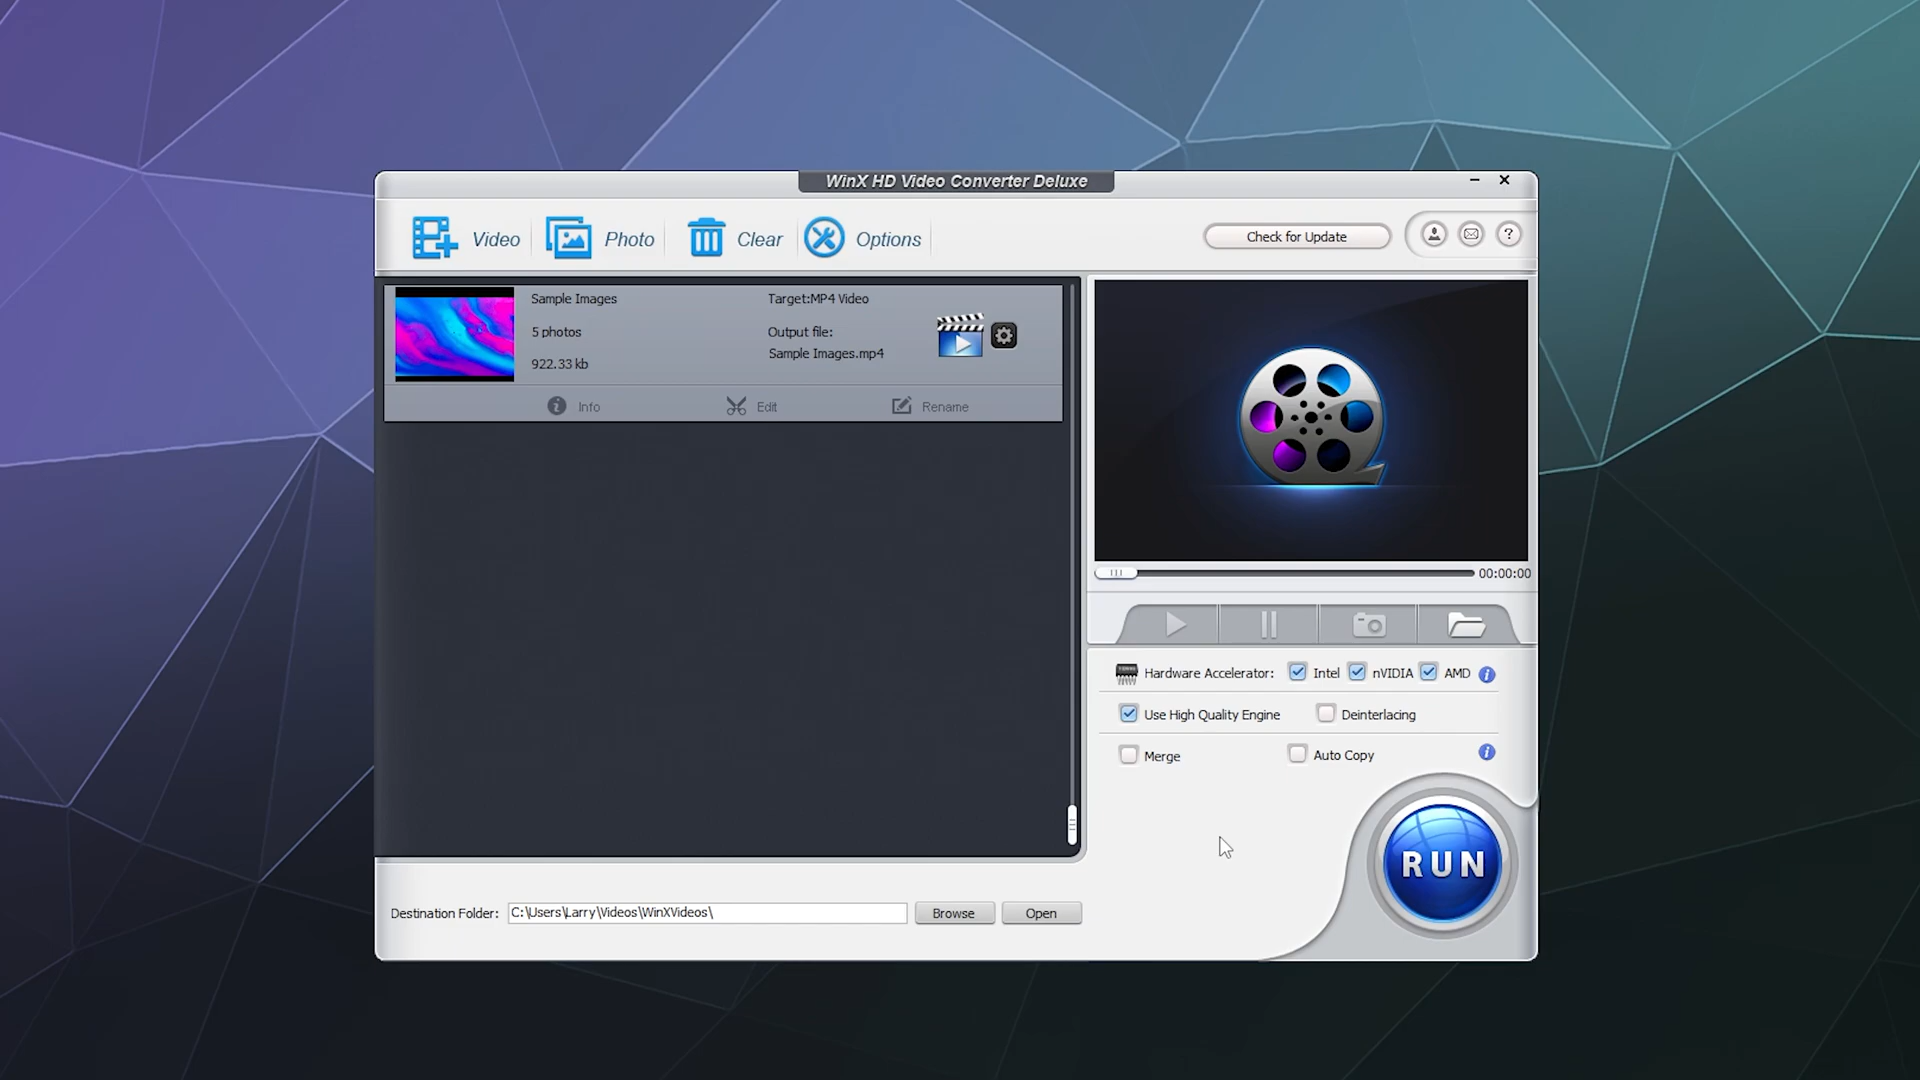 WinX HD Video Converter Deluxe
Video
Photo
Clear
Options
Check for Update
?
Sample Images
5 photos
922.33 kb
Target:MP4 Video
Output file:
Sample Images.mp4
Info
Edit
Rename
00:00:00
Hardware Accelerator:
Intel
nVIDIA
AMD
Use High Quality Engine
Deinterlacing
Merge
Auto Copy
RUN
Destination Folder:
C:\Users\Larry\Videos\WinXVideos\
Browse
Open